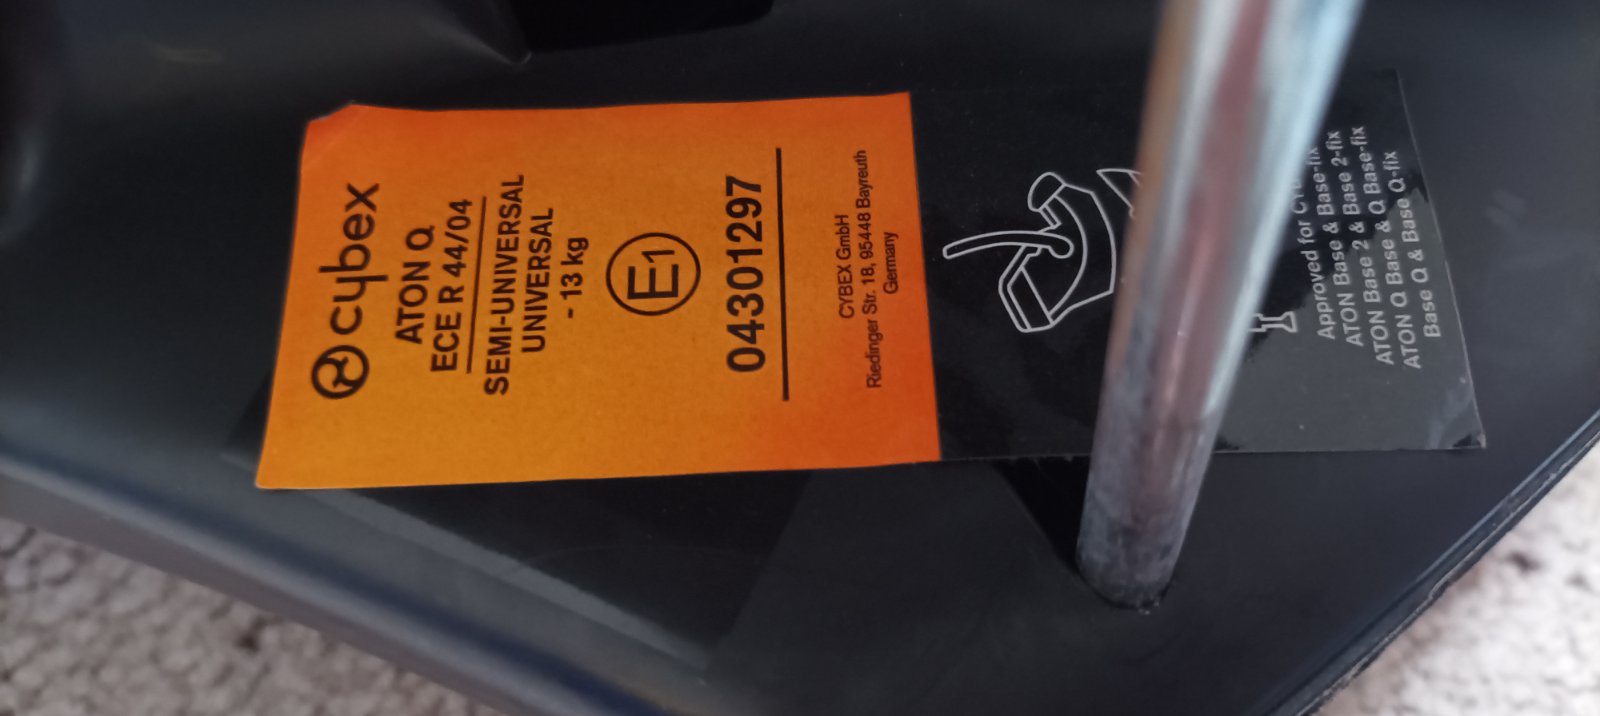 cybex
ATON Q
ECE R 44/04
SEMI-UNIVERSAL
UNIVERSAL
- 13 kg
E1
04301297
CYBEX GmbH
Riedinger Str. 18, 95448 Bayreuth
Germany
Approved for
ATON Base & Base-fix
ATON Base 2 & Base 2-fix
ATON Q Base & Q Base-fix
Base Q & Base Q-fix